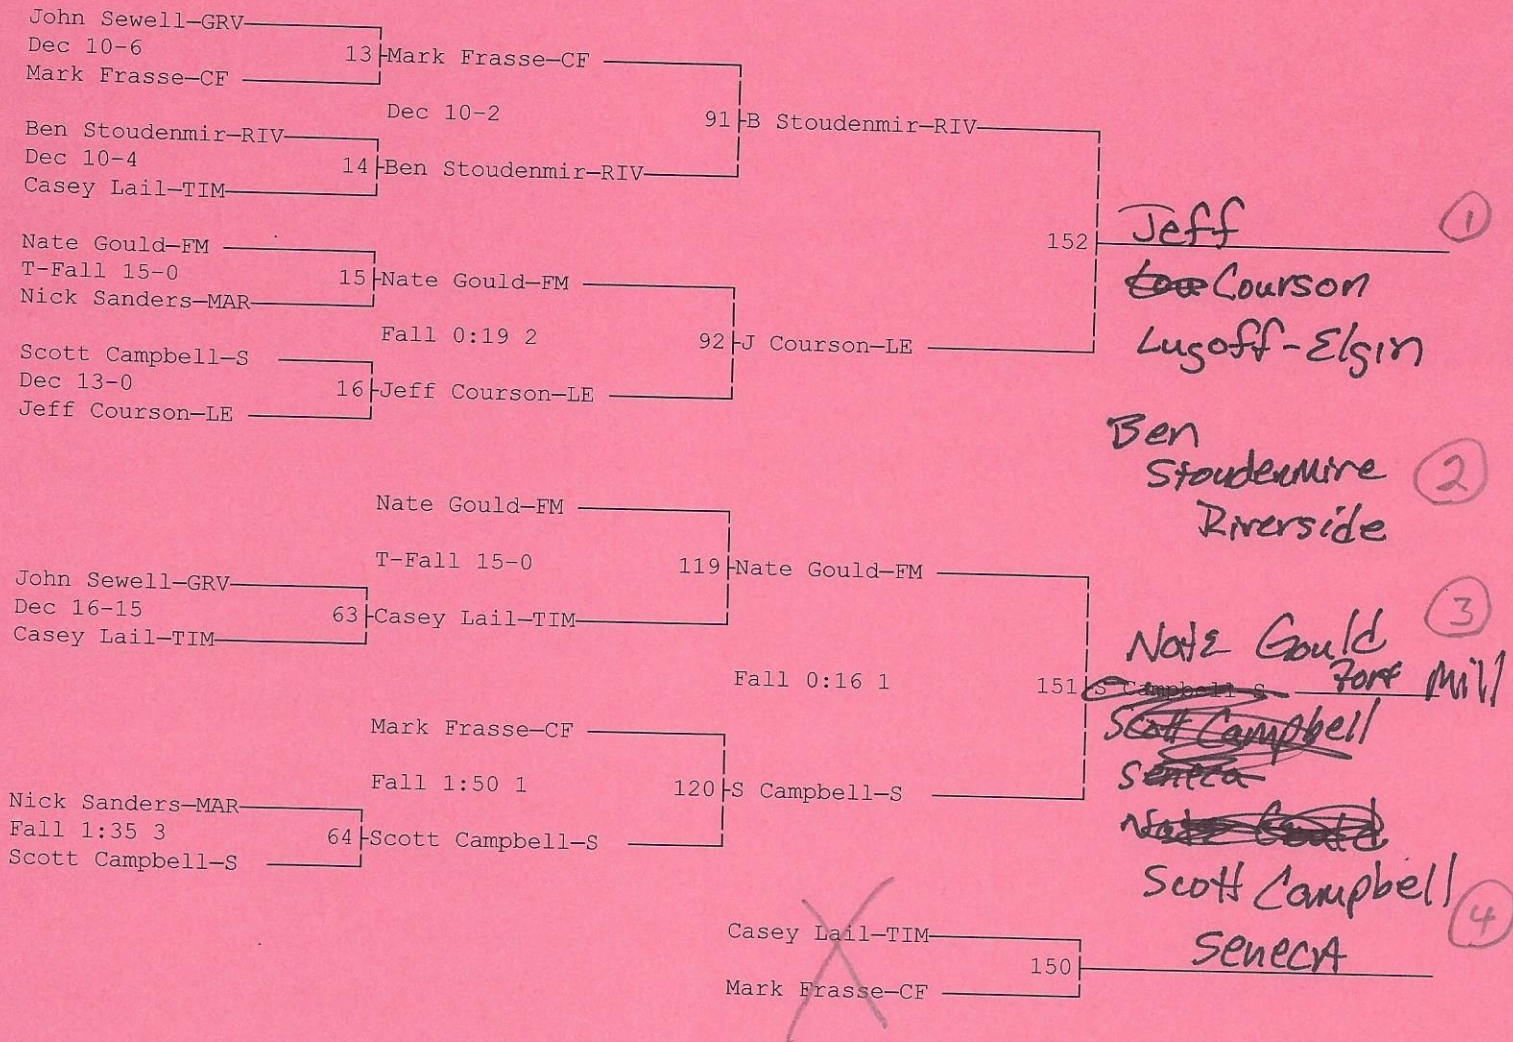 John Sewell—GRV
Dec 10-6
13 Mark Frasse—CF
Mark Frasse—CF
Dec 10-2
91 B Stoudenmir—RIV
Ben Stoudenmir—RIV
Dec 10-4
14 Ben Stoudenmir—RIV
Casey Lail—TIM
152 Jeff 1
Courson
Lugoff-Elgin
Nate Gould—FM
T-Fall 15-0
15 Nate Gould—FM
Nick Sanders—MAR
Fall 0:19 2
92 J Courson—LE
Scott Campbell—S
Dec 13-0
16 Jeff Courson—LE
Jeff Courson—LE
Ben
Stoudenmire 2
Riverside
Nate Gould—FM
T-Fall 15-0
119 Nate Gould—FM
John Sewell—GRV
Dec 16-15
63 Casey Lail—TIM
Casey Lail—TIM
3
Nate Gould
Fort Mill
Fall 0:16 1
151 S Campbell—S
Scott Campbell
Seneca
Nate Gould
Mark Frasse—CF
Fall 1:50 1
120 S Campbell—S
Nick Sanders—MAR
Fall 1:35 3
64 Scott Campbell—S
Scott Campbell—S
Scott Campbell
4
Seneca
Casey Lail—TIM
150
Mark Frasse—CF